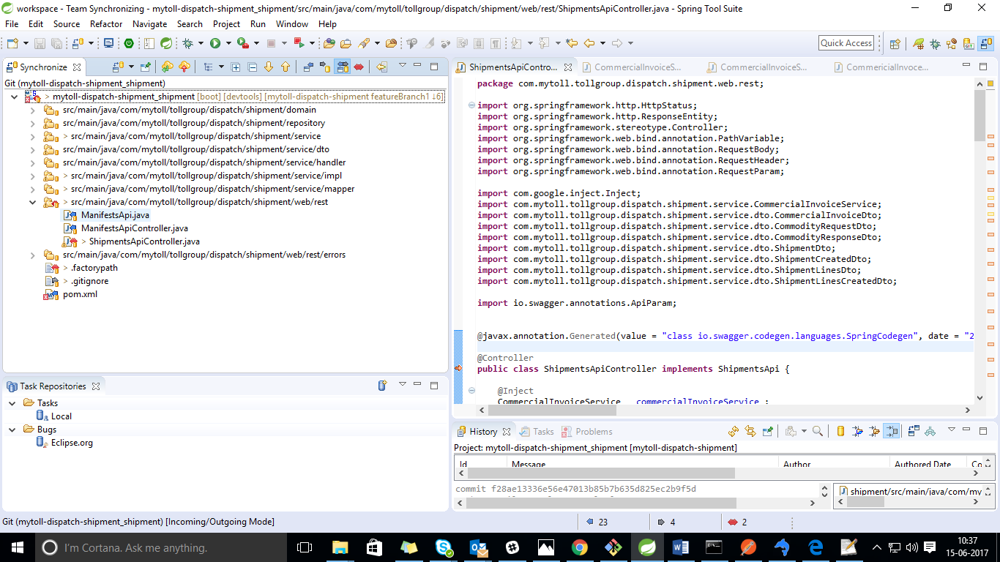 workspace - Team Synchronizing - mytoll-dispatch-shipment_shipment/src/main/java/com/mytoll/tollgroup/dispatch/shipment/web/rest/ShipmentsApiController.java - Spring Tool Suite
File Edit Source Refactor Navigate Search Project Run Window Help
Quick Access
Synchronize
Git (mytoll-dispatch-shipment_shipment)
> mytoll-dispatch-shipment_shipment [boot] [devtools] [mytoll-dispatch-shipment featureBranch1 ↓6]
src/main/java/com/mytoll/tollgroup/dispatch/shipment/domain
src/main/java/com/mytoll/tollgroup/dispatch/shipment/repository
> src/main/java/com/mytoll/tollgroup/dispatch/shipment/service
> src/main/java/com/mytoll/tollgroup/dispatch/shipment/service/dto
src/main/java/com/mytoll/tollgroup/dispatch/shipment/service/handler
> src/main/java/com/mytoll/tollgroup/dispatch/shipment/service/impl
> src/main/java/com/mytoll/tollgroup/dispatch/shipment/service/mapper
> src/main/java/com/mytoll/tollgroup/dispatch/shipment/web/rest
ManifestsApi.java
ManifestsApiController.java
> ShipmentsApiController.java
src/main/java/com/mytoll/tollgroup/dispatch/shipment/web/rest/errors
> .factorypath
> .gitignore
pom.xml
Task Repositories
Tasks
Local
Bugs
Eclipse.org
ShipmentsApiContro... CommercialInvoiceS... CommercialInvoiceS... CommericalInvoice...
package com.mytoll.tollgroup.dispatch.shipment.web.rest;
import org.springframework.http.HttpStatus;
import org.springframework.http.ResponseEntity;
import org.springframework.stereotype.Controller;
import org.springframework.web.bind.annotation.PathVariable;
import org.springframework.web.bind.annotation.RequestBody;
import org.springframework.web.bind.annotation.RequestHeader;
import org.springframework.web.bind.annotation.RequestParam;
import com.google.inject.Inject;
import com.mytoll.tollgroup.dispatch.shipment.service.CommercialInvoiceService;
import com.mytoll.tollgroup.dispatch.shipment.service.dto.CommercialInvoiceDto;
import com.mytoll.tollgroup.dispatch.shipment.service.dto.CommodityRequestDto;
import com.mytoll.tollgroup.dispatch.shipment.service.dto.CommodityResponseDto;
import com.mytoll.tollgroup.dispatch.shipment.service.dto.ShipmentDto;
import com.mytoll.tollgroup.dispatch.shipment.service.dto.ShipmentCreatedDto;
import com.mytoll.tollgroup.dispatch.shipment.service.dto.ShipmentLinesDto;
import com.mytoll.tollgroup.dispatch.shipment.service.dto.ShipmentLinesCreatedDto;
import io.swagger.annotations.ApiParam;
@javax.annotation.Generated(value = "class io.swagger.codegen.languages.SpringCodegen", date = "2
@Controller
public class ShipmentsApiController implements ShipmentsApi {
@Inject
CommercialInvoiceService commercialInvoiceService ;
History Tasks Problems
Project: mytoll-dispatch-shipment_shipment [mytoll-dispatch-shipment]
Id Message Author Authored Date Co
commit f28ae13336e56e47013b85b7b635d825ec2b9f5d
shipment/src/main/java/com/my
Git (mytoll-dispatch-shipment_shipment) [Incoming/Outgoing Mode]
23 4 2
I'm Cortana. Ask me anything.
10:37
15-06-2017